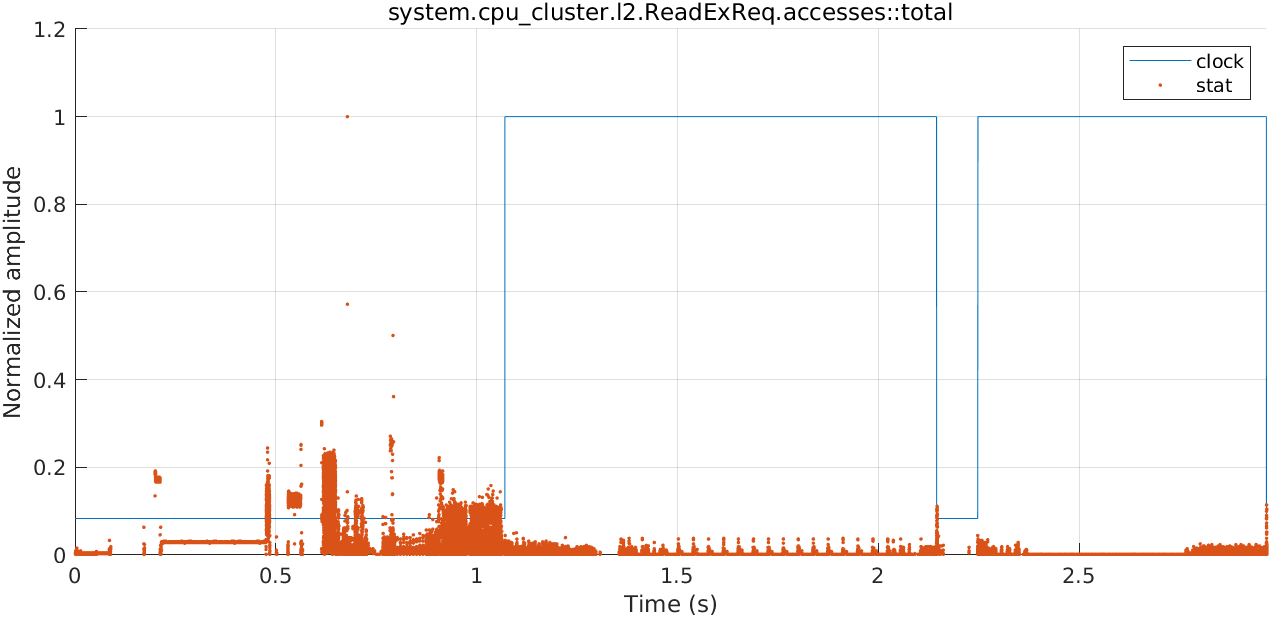 system.cpu_cluster.l2.ReadExReq.accesses::total
1.2
1
0.8
0.6
0.4
0.2
0
Normalized amplitude
clock
stat
0 0.5 1 1.5 2 2.5
Time (s)